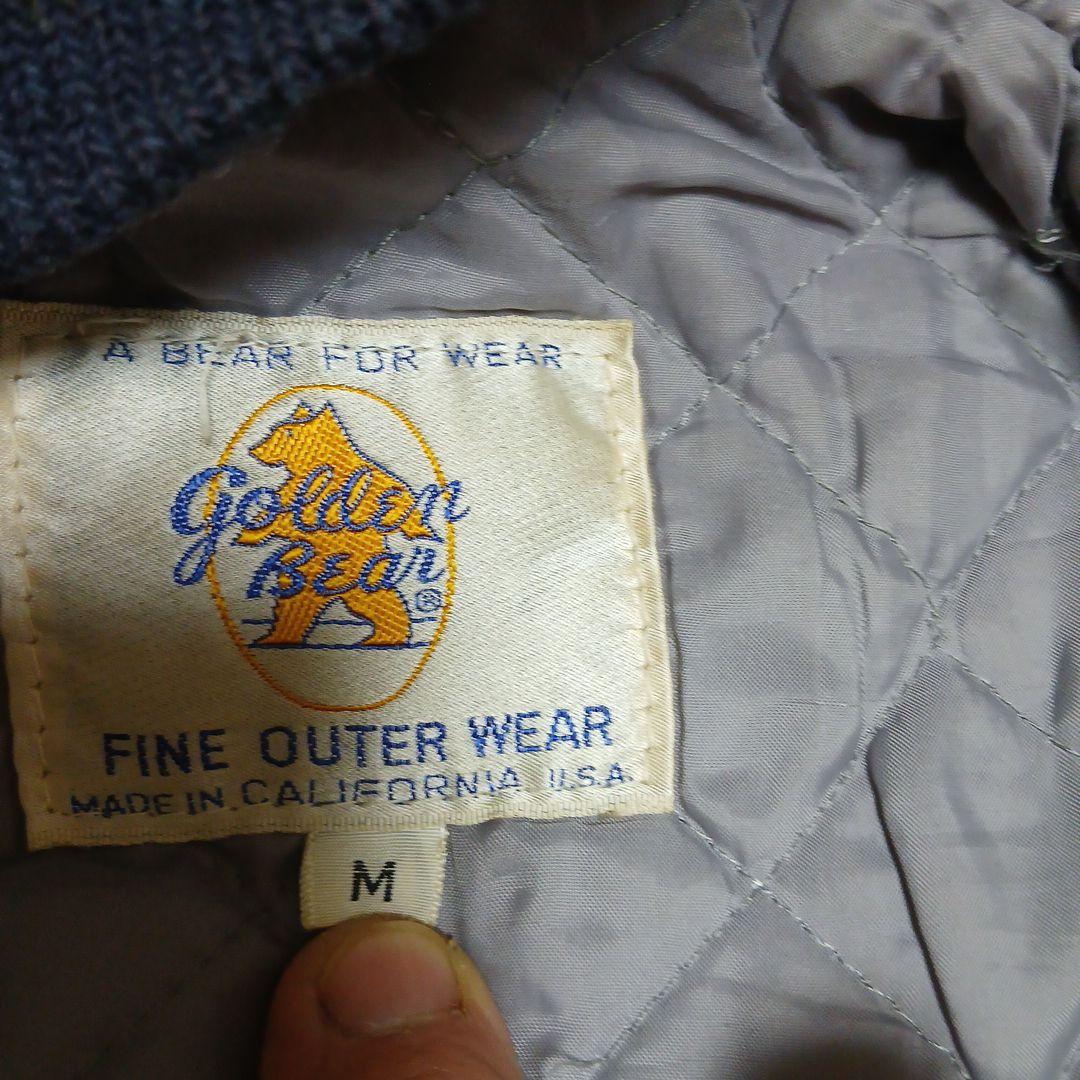 A BEAR FOR WEAR
Golden
Bear®
FINE OUTER WEAR
MADE IN CALIFORNIA U.S.A.
M